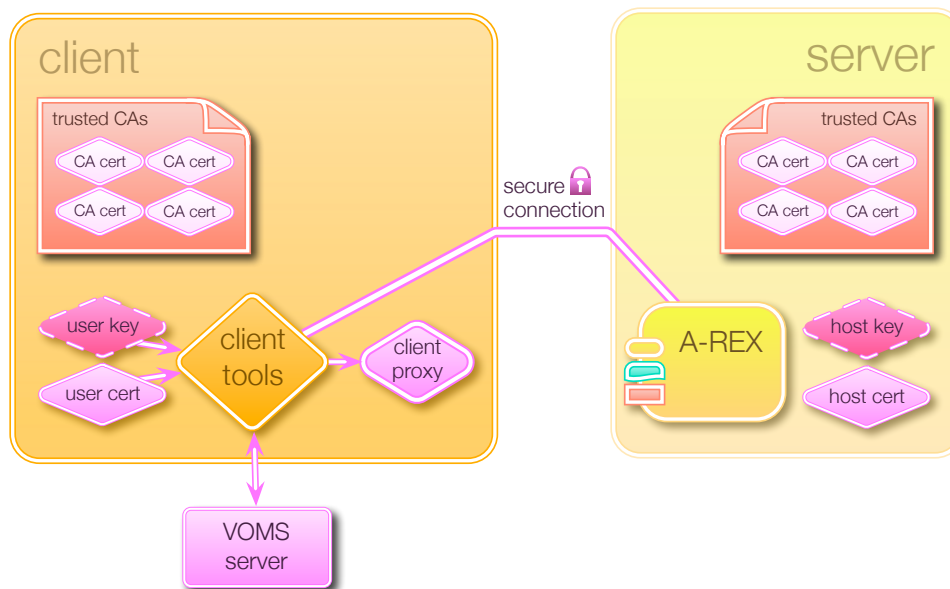 client
server
trusted CAs
CA cert
CA cert
CA cert
CA cert
trusted CAs
CA cert
CA cert
CA cert
CA cert
secure
connection
user key
user cert
client
tools
client
proxy
A-REX
host key
host cert
VOMS
server